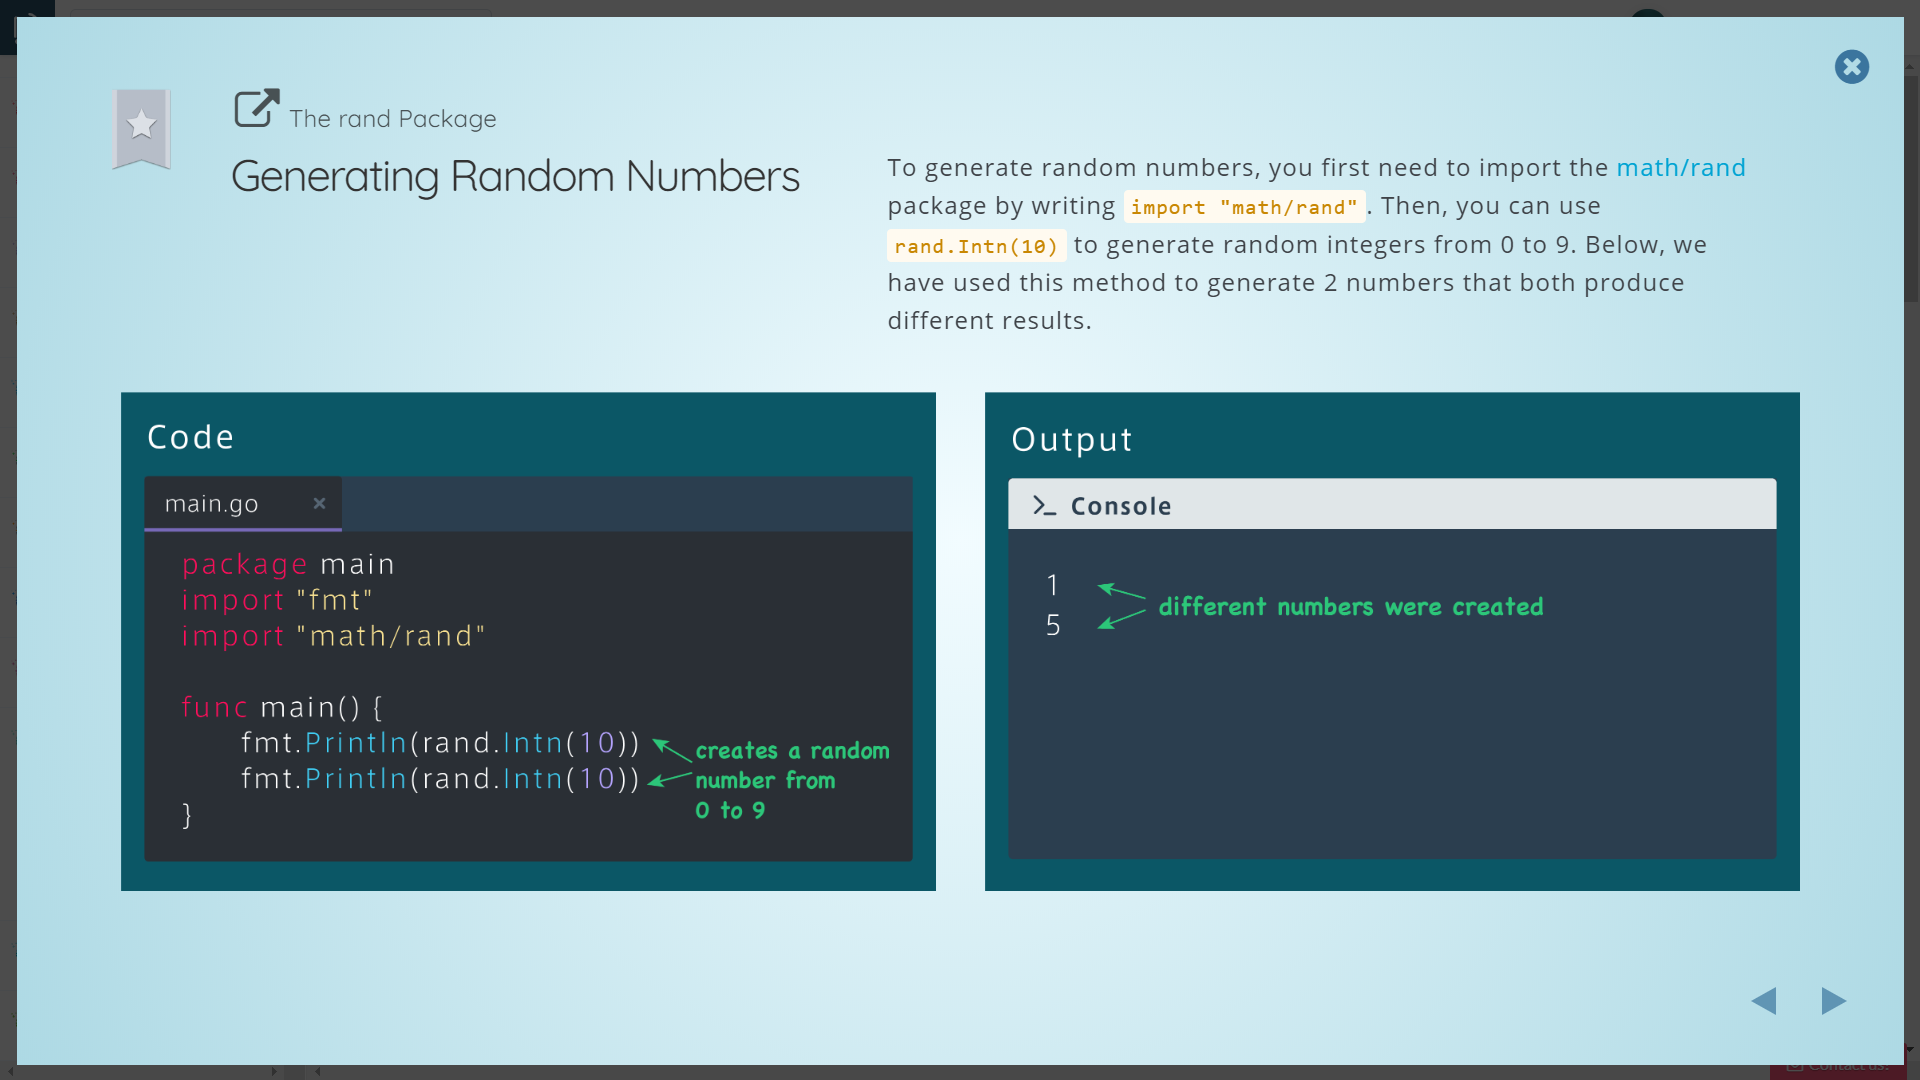 The rand Package
Generating Random Numbers
To generate random numbers, you first need to import the math/rand
package by writing import "math/rand". Then, you can use
rand.Intn(10) to generate random integers from 0 to 9. Below, we
have used this method to generate 2 numbers that both produce
different results.
Code
main.go ×
package main
import "fmt"
import "math/rand"
func main() {
fmt.Println(rand.Intn(10))
fmt.Println(rand.Intn(10))
}
creates a random
number from
0 to 9
Output
>_ Console
1
5
different numbers were created
Contact us!